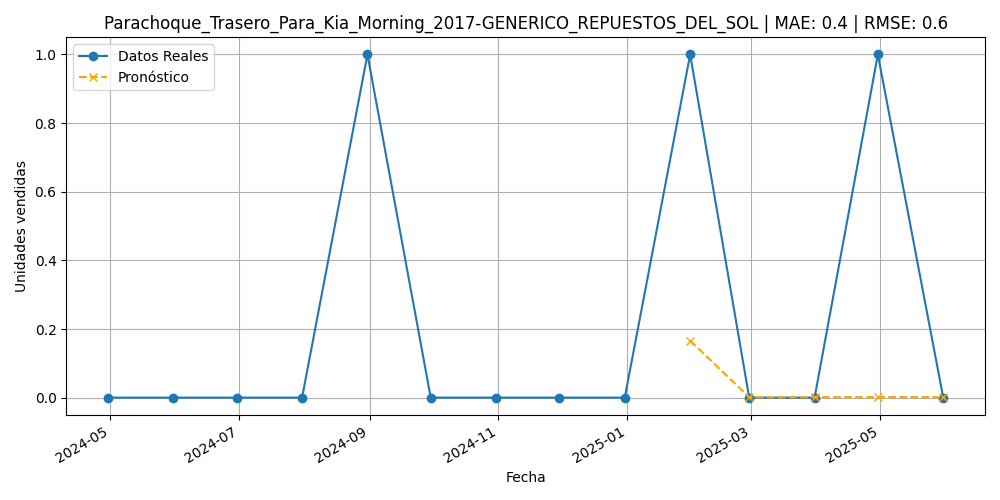 Parachoque_Trasero_Para_Kia_Morning_2017-GENERICO_REPUESTOS_DEL_SOL | MAE: 0.4 | RMSE: 0.6
Datos Reales
Pronóstico
1.0
0.8
0.6
0.4
0.2
0.0
Unidades vendidas
2024-05
2024-07
2024-09
2024-11
2025-01
2025-03
2025-05
Fecha